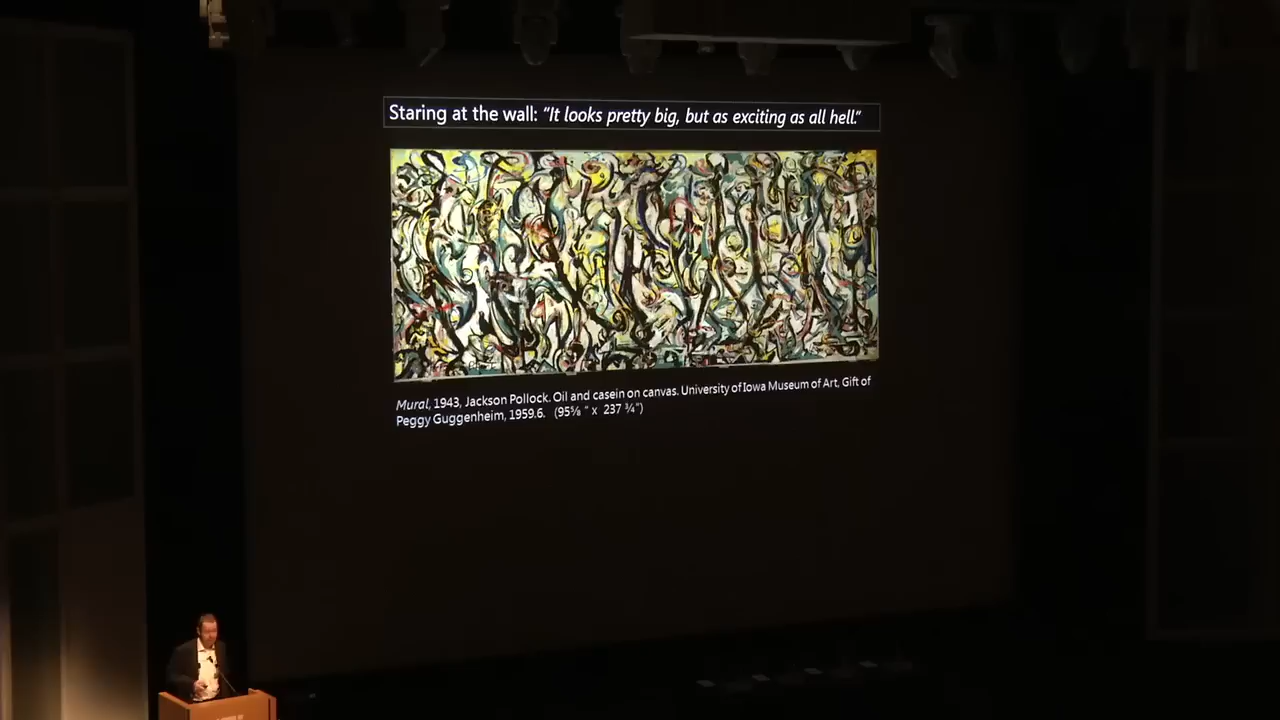 Staring at the wall: “It looks pretty big, but as exciting as all hell.”
Mural, 1943, Jackson Pollock. Oil and casein on canvas. University of Iowa Museum of Art, Gift of
Peggy Guggenheim, 1959.6. (95⅝ " x 237 ¾")